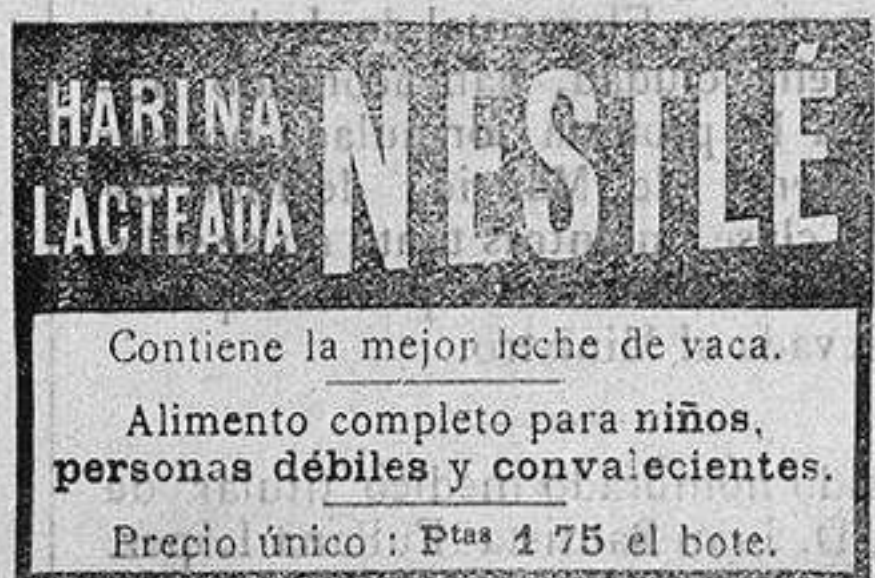 HARINA
LACTEADA
NESTLÉ
Contiene la mejor leche de vaca.
Alimento completo para niños,
personas débiles y convalecientes.
Precio único : Ptas 1 75 el bote.